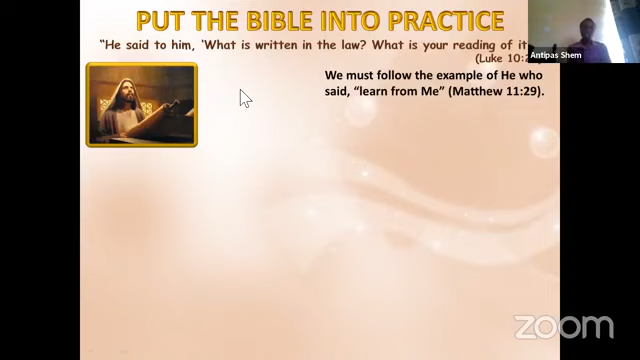 PUT THE BIBLE INTO PRACTICE
“He said to him, ‘What is written in the law? What is your reading of it
(Luke 10:2
Antipas Shem
We must follow the example of He who
said, “learn from Me” (Matthew 11:29).
zoom